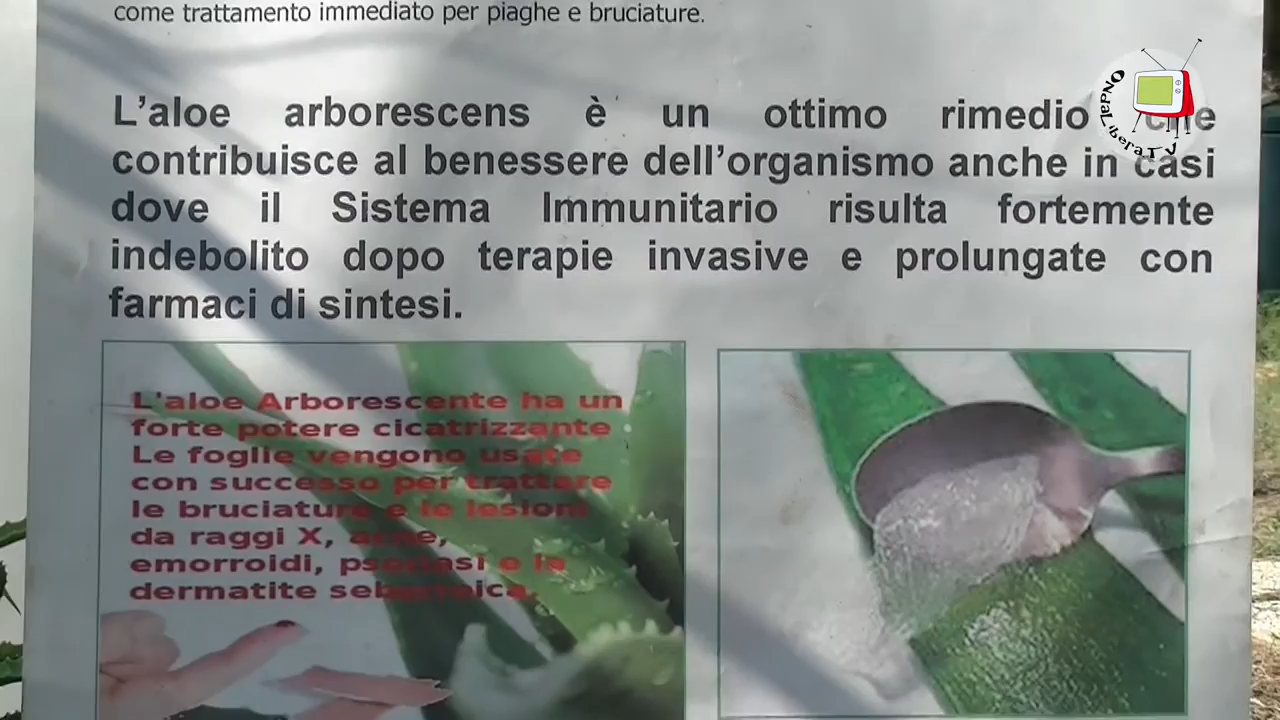 come trattamento immediato per piaghe e bruciature.
L'aloe arborescens è un ottimo rimedio che
contribuisce al benessere dell'organismo anche in casi
dove il Sistema Immunitario risulta fortemente
indebolito dopo terapie invasive e prolungate con
farmaci di sintesi.
L'aloe Arborescente ha un
forte potere cicatrizzante
Le foglie vengono usate
con successo per trattare
le bruciature e le lesioni
da raggi X, acne,
emorroidi, psoriasi e la
dermatite seborroica.
OndaLiberaTV